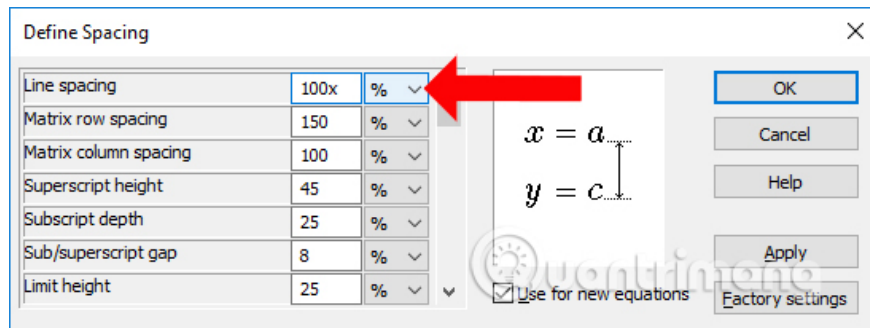 Define Spacing
Line spacing 100x %
Matrix row spacing 150 %
Matrix column spacing 100 %
Superscript height 45 %
Subscript depth 25 %
Sub/superscript gap 8 %
Limit height 25 %
x = a
y = c
Use for new equations
OK
Cancel
Help
Apply
Factory settings
Quantrimang